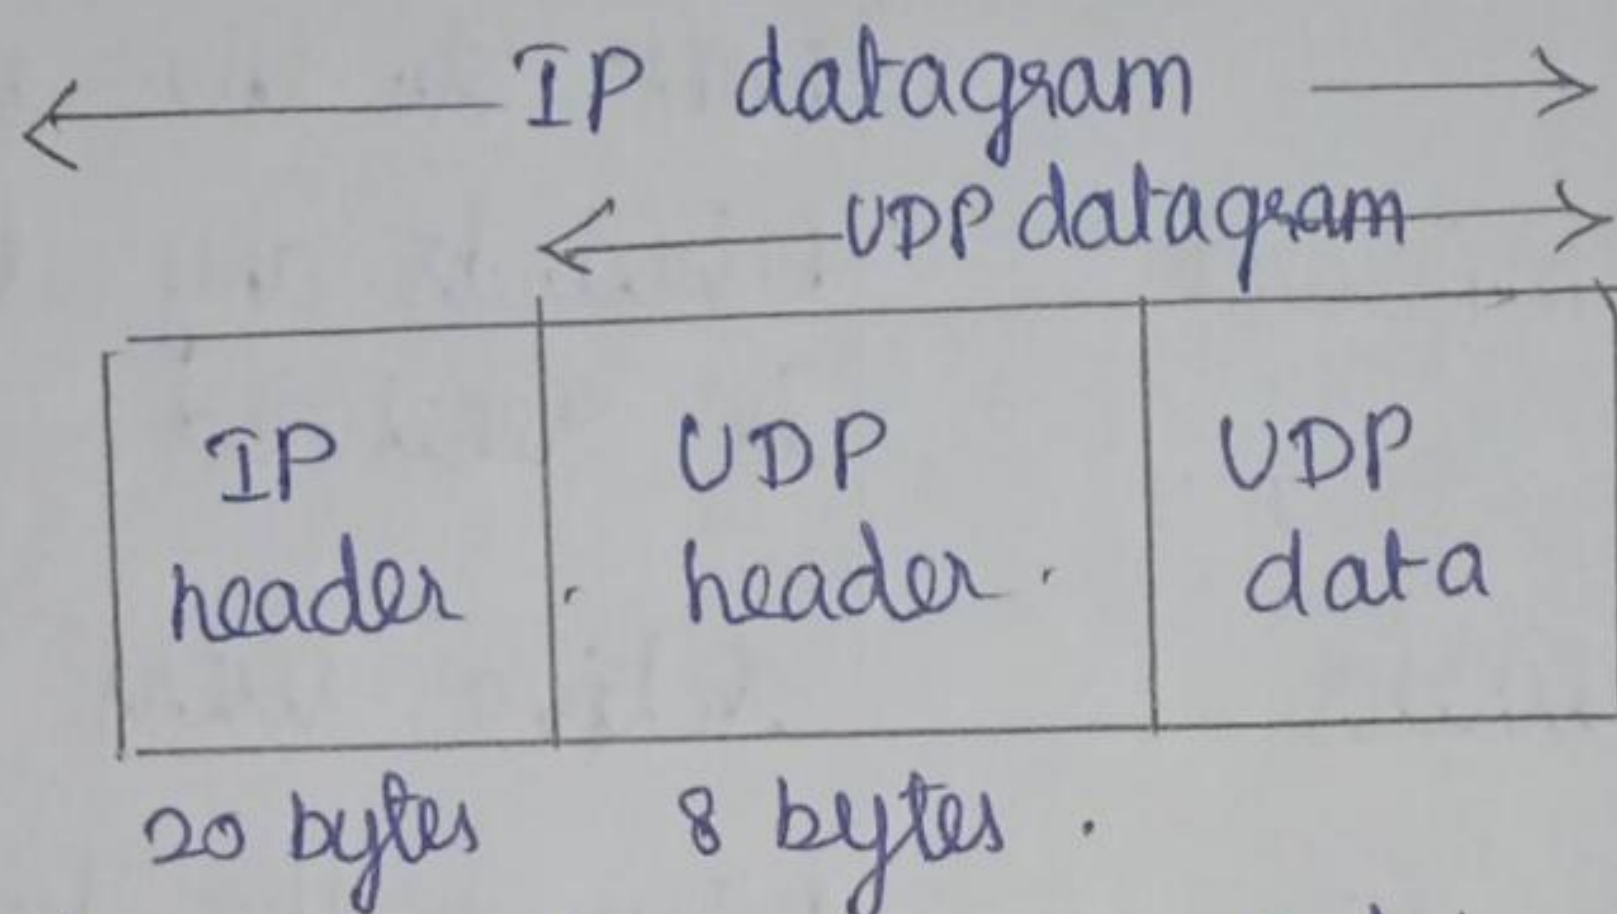 IP datagram
UDP datagram
IP UDP UDP
header header. data
20 bytes 8 bytes.